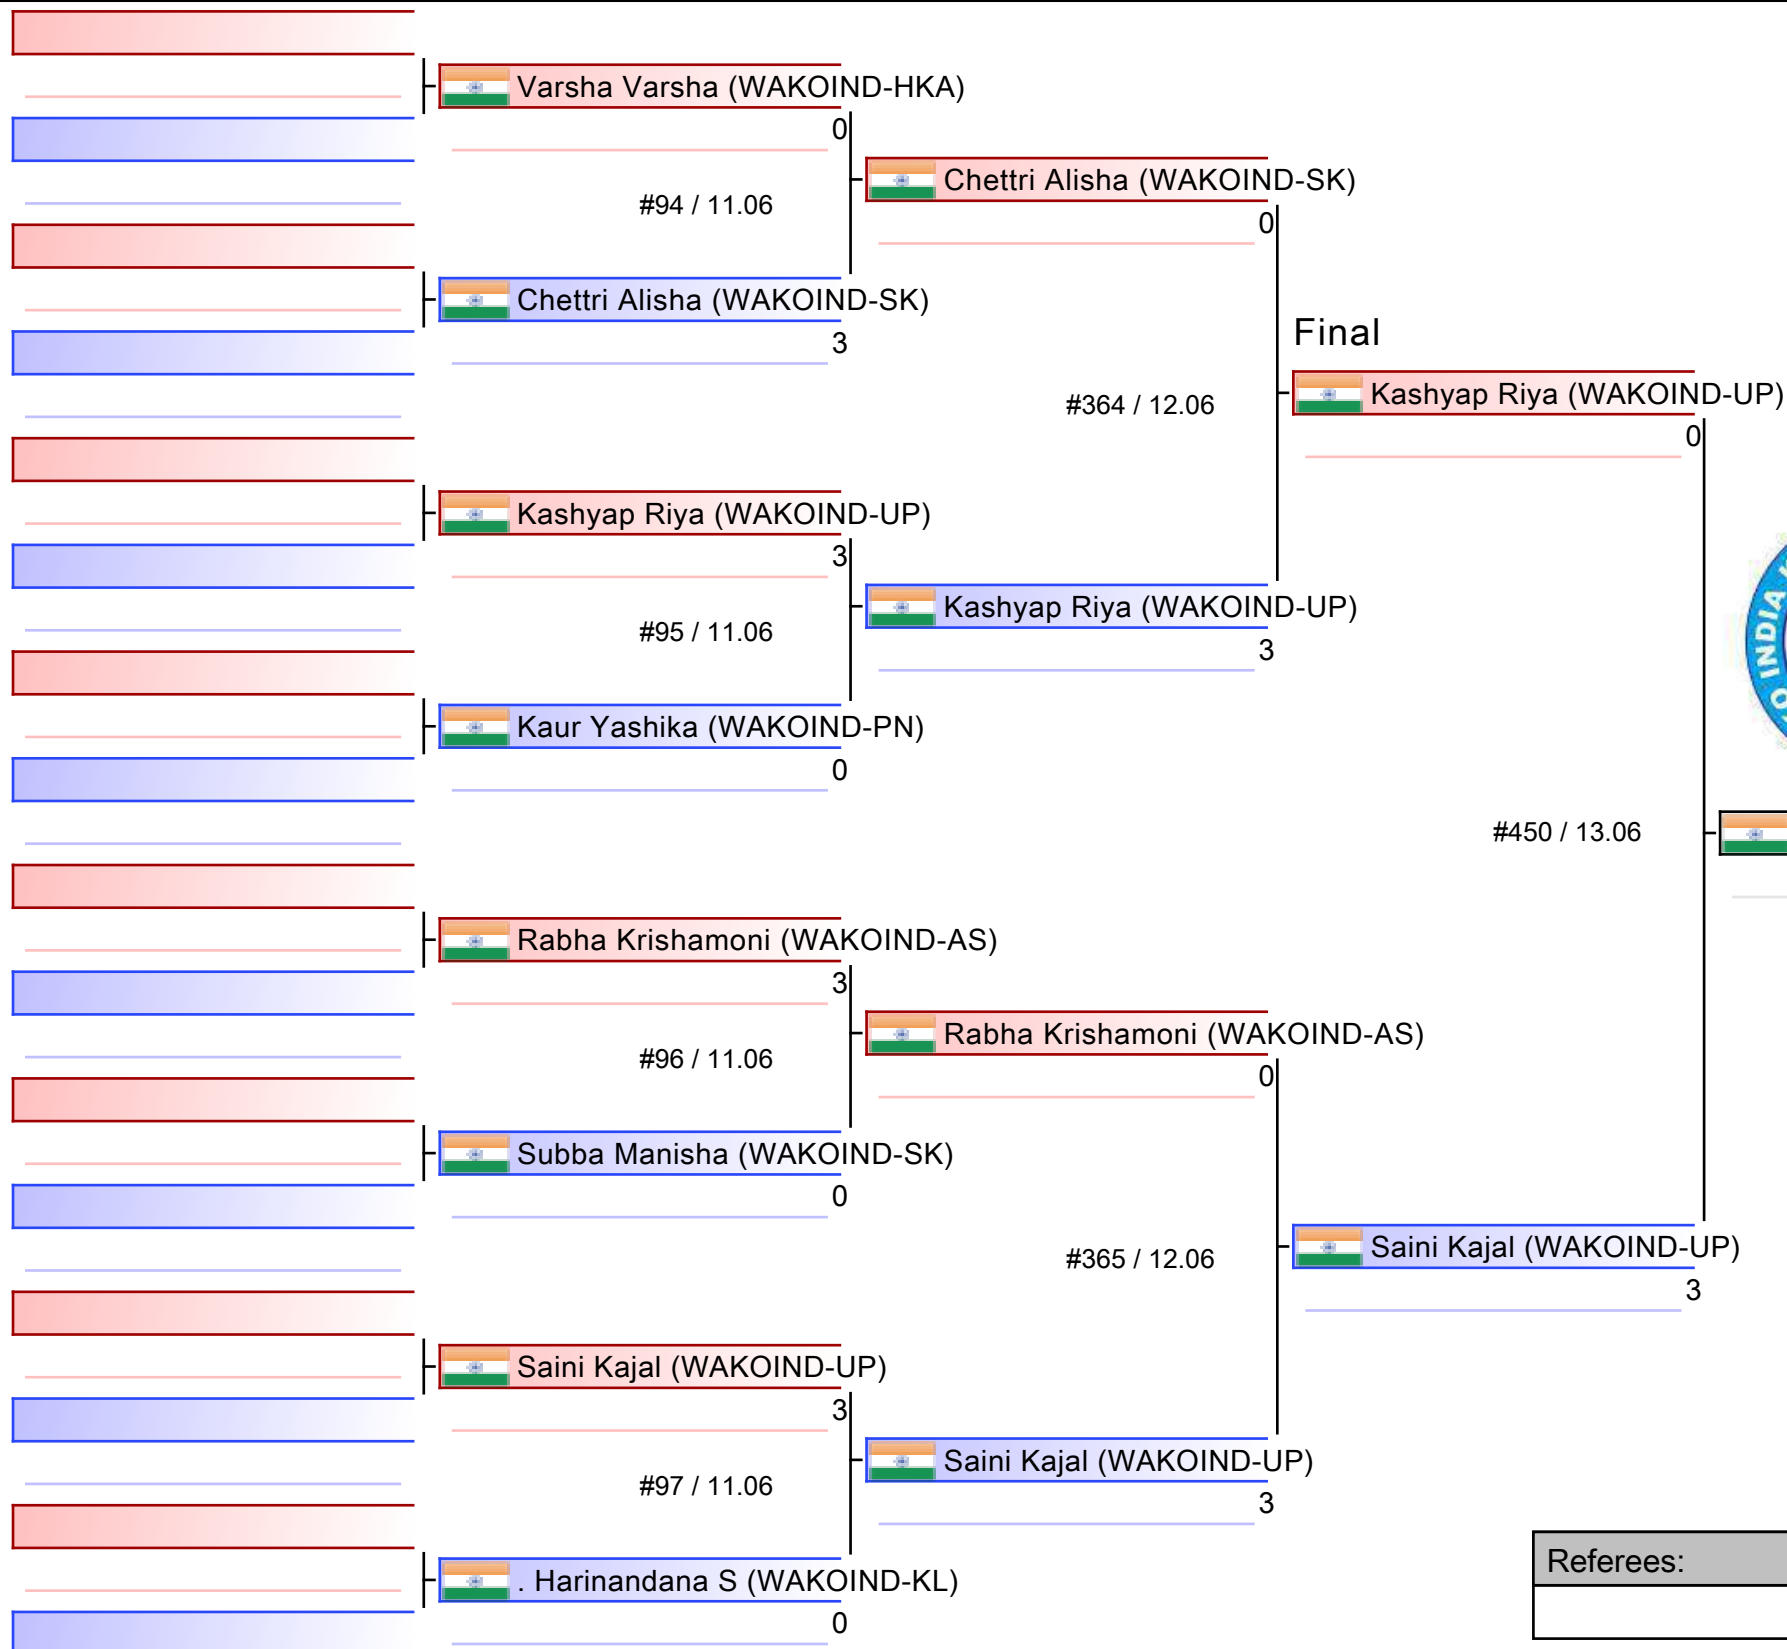 Varsha Varsha (WAKOIND-HKA)
0
#94 / 11.06
Chettri Alisha (WAKOIND-SK)
3
Kashyap Riya (WAKOIND-UP)
3
#95 / 11.06
Kaur Yashika (WAKOIND-PN)
0
Rabha Krishamoni (WAKOIND-AS)
3
#96 / 11.06
Subba Manisha (WAKOIND-SK)
0
Saini Kajal (WAKOIND-UP)
3
#97 / 11.06
. Harinandana S (WAKOIND-KL)
0
Chettri Alisha (WAKOIND-SK)
0
#364 / 12.06
Kashyap Riya (WAKOIND-UP)
3
Rabha Krishamoni (WAKOIND-AS)
0
#365 / 12.06
Saini Kajal (WAKOIND-UP)
3
Final
Kashyap Riya (WAKOIND-UP)
0
#450 / 13.06
Saini Kajal (WAKOIND-UP)
3
INDIA
Referees: